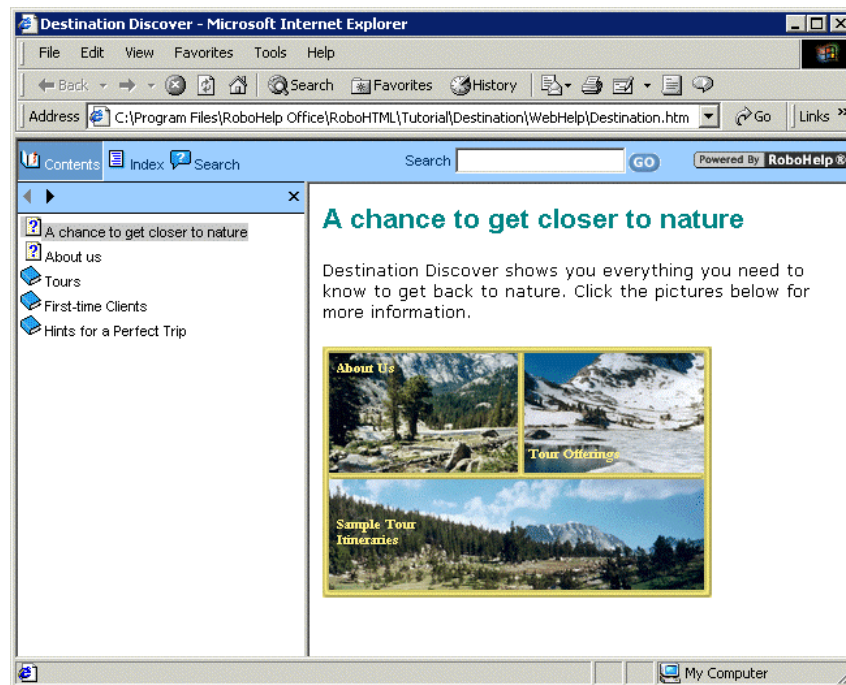 Destination Discover - Microsoft Internet Explorer
File Edit View Favorites Tools Help
Back Search Favorites History
Address C:\Program Files\RoboHelp Office\RoboHTML\Tutorial\Destination\WebHelp\Destination.htm Go Links »
Contents Index Search Search GO Powered By RoboHelp®
A chance to get closer to nature
About us
Tours
First-time Clients
Hints for a Perfect Trip
A chance to get closer to nature
Destination Discover shows you everything you need to
know to get back to nature. Click the pictures below for
more information.
About Us
Tour Offerings
Sample Tour
Itineraries
My Computer